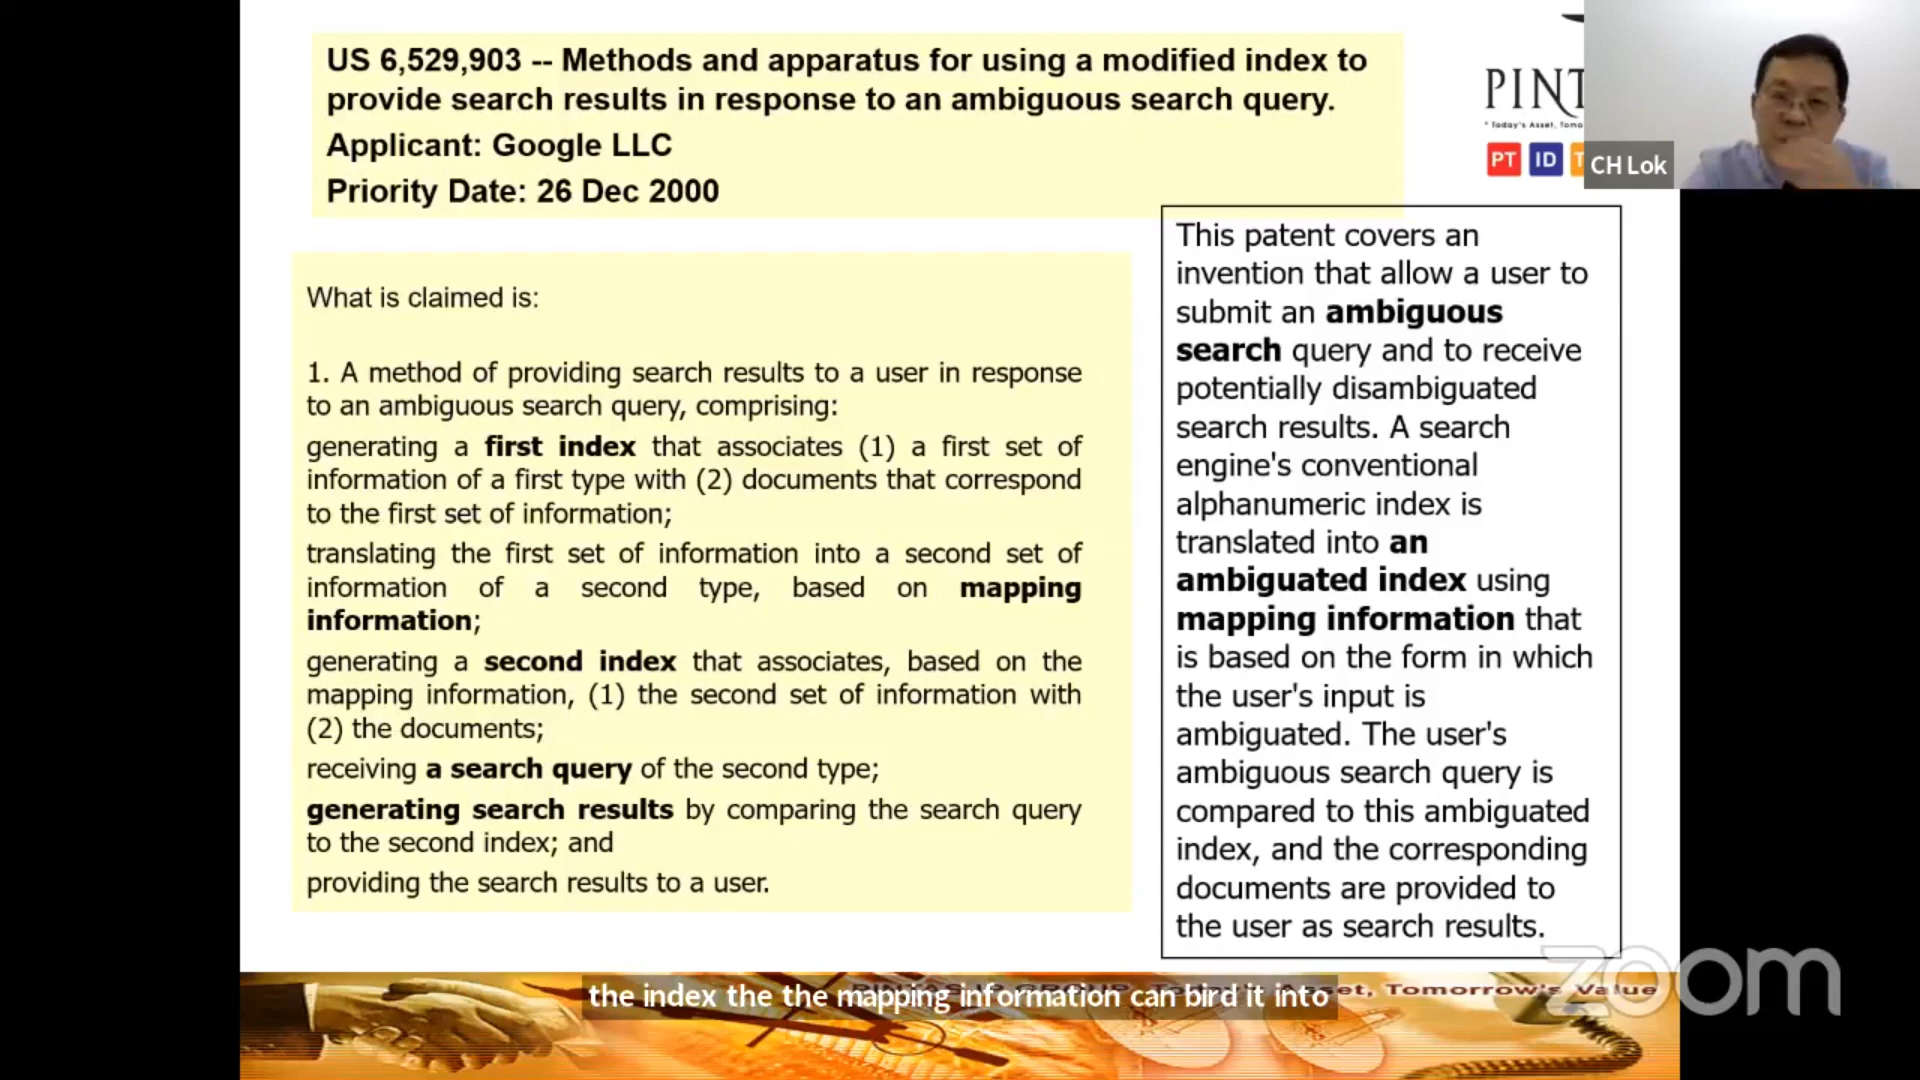 US 6,529,903 -- Methods and apparatus for using a modified index to
provide search results in response to an ambiguous search query.
Applicant: Google LLC
Priority Date: 26 Dec 2000
PINT
" Today's Asset, Tomo
PT ID T
CH Lok
What is claimed is:
1. A method of providing search results to a user in response
to an ambiguous search query, comprising:
generating a first index that associates (1) a first set of
information of a first type with (2) documents that correspond
to the first set of information;
translating the first set of information into a second set of
information of a second type, based on mapping
information;
generating a second index that associates, based on the
mapping information, (1) the second set of information with
(2) the documents;
receiving a search query of the second type;
generating search results by comparing the search query
to the second index; and
providing the search results to a user.
This patent covers an
invention that allow a user to
submit an ambiguous
search query and to receive
potentially disambiguated
search results. A search
engine's conventional
alphanumeric index is
translated into an
ambiguated index using
mapping information that
is based on the form in which
the user's input is
ambiguated. The user's
ambiguous search query is
compared to this ambiguated
index, and the corresponding
documents are provided to
the user as search results.
the index the the mapping information can bird it into
set, Tomorrow's Value
zoom